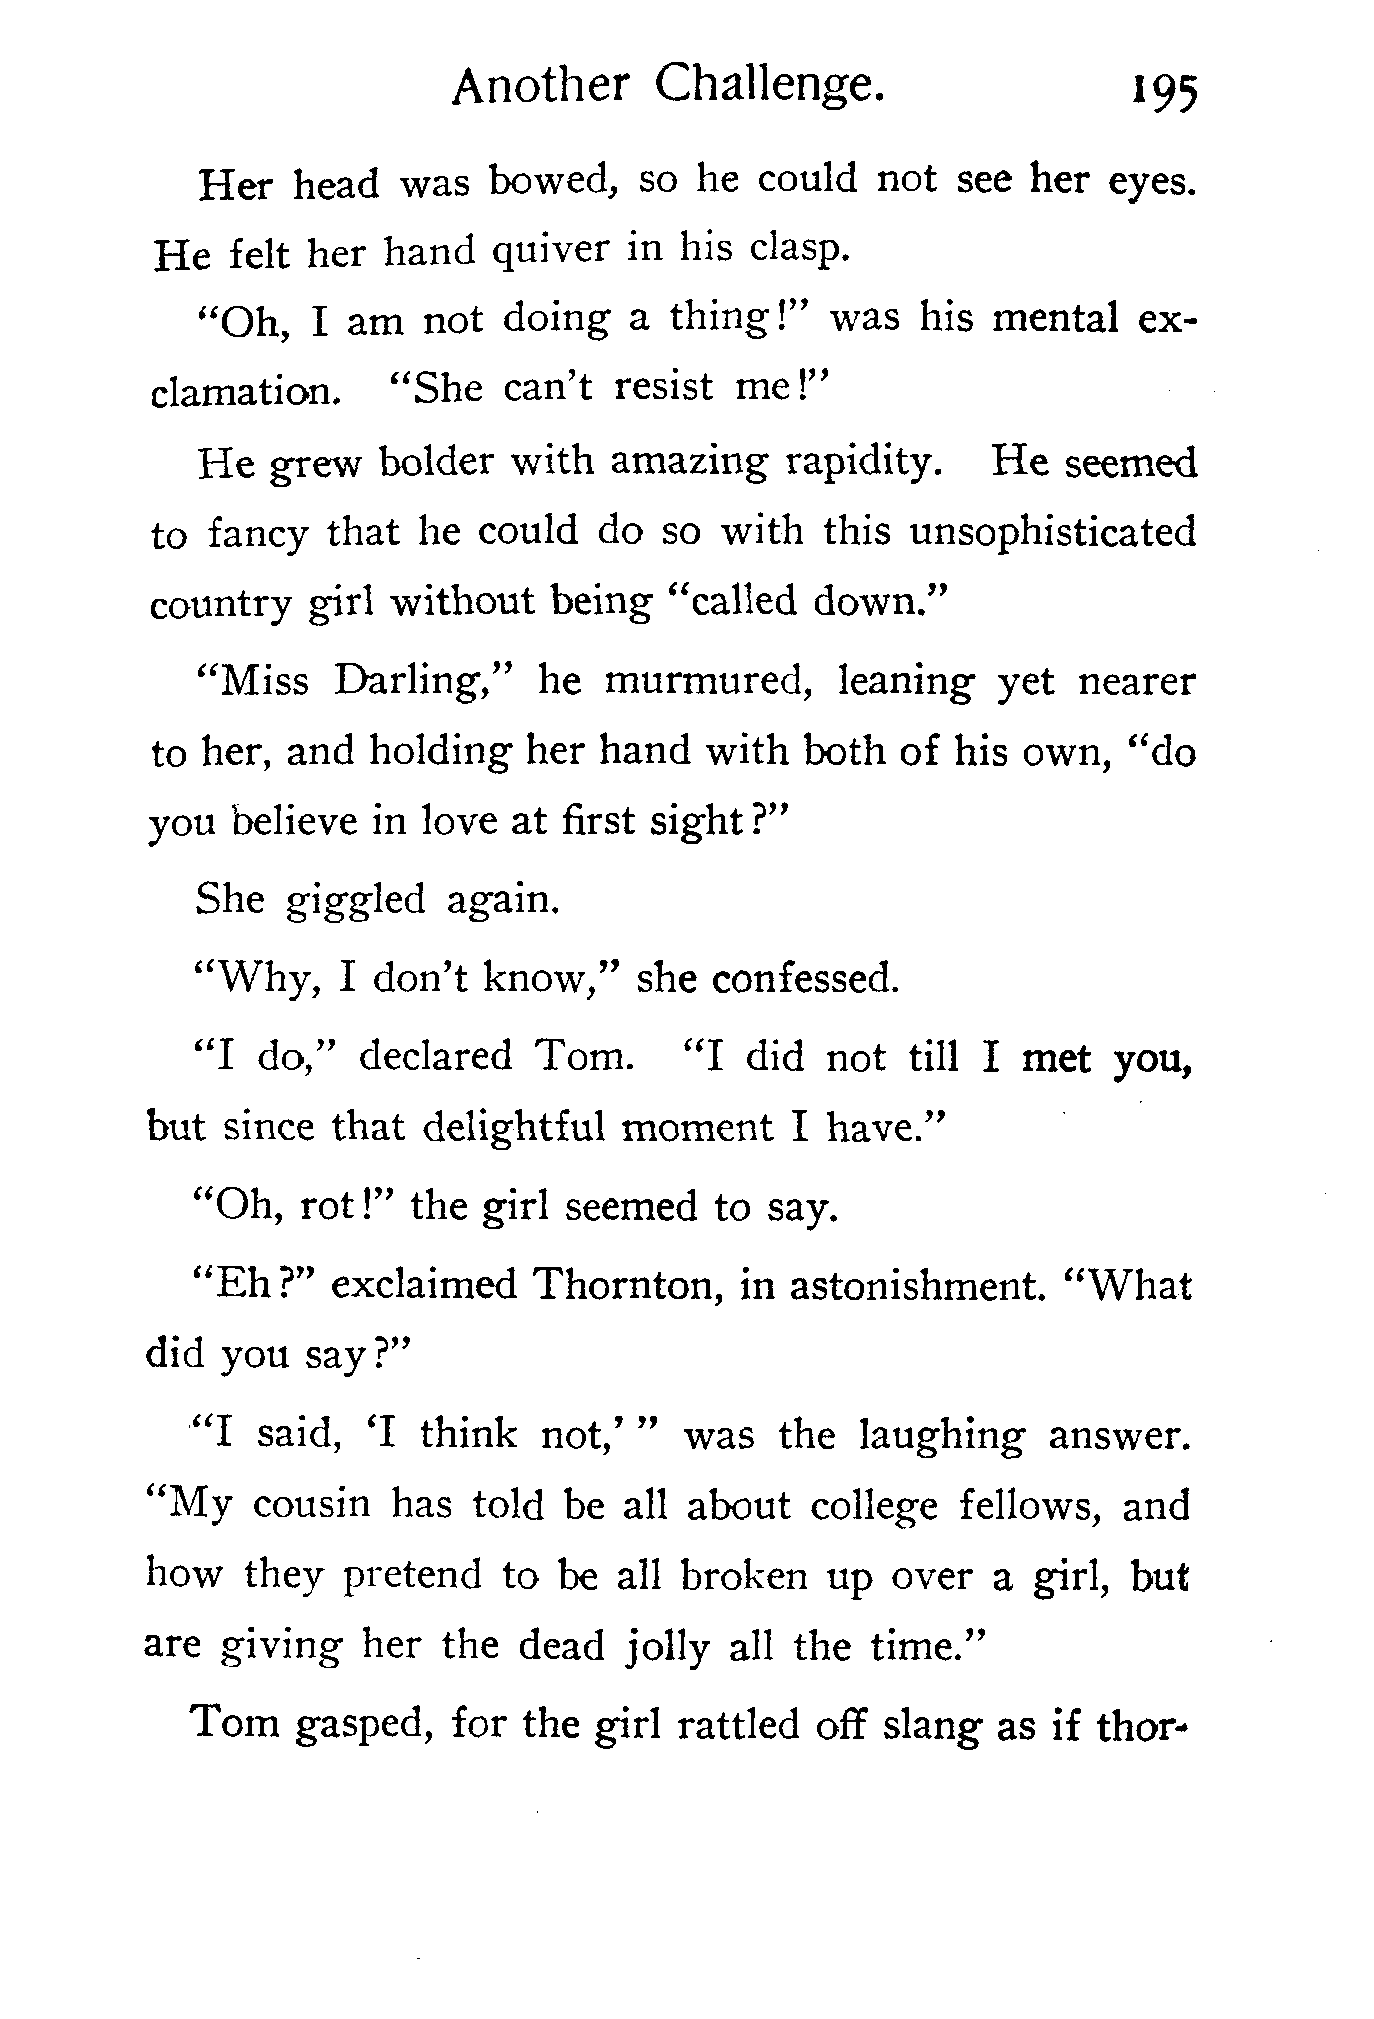 Another Challenge. 195
Her head was bowed, so he could not see her eyes.
He felt her hand quiver in his clasp.
“Oh, I am not doing a thing!” was his mental ex-
clamation. “She can’t resist me!”
He grew bolder with amazing rapidity. He seemed
to fancy that he could do so with this unsophisticated
country girl without being “called down.”
“Miss Darling,” he murmured, leaning yet nearer
to her, and holding her hand with both of his own, “do
you believe in love at first sight?”
She giggled again.
“Why, I don’t know,” she confessed.
“I do,” declared Tom. “I did not till I met you,
but since that delightful moment I have.”
“Oh, rot!” the girl seemed to say.
“Eh?” exclaimed Thornton, in astonishment. “What
did you say?”
“I said, ‘I think not,’ ” was the laughing answer.
“My cousin has told be all about college fellows, and
how they pretend to be all broken up over a girl, but
are giving her the dead jolly all the time.”
Tom gasped, for the girl rattled off slang as if thor-